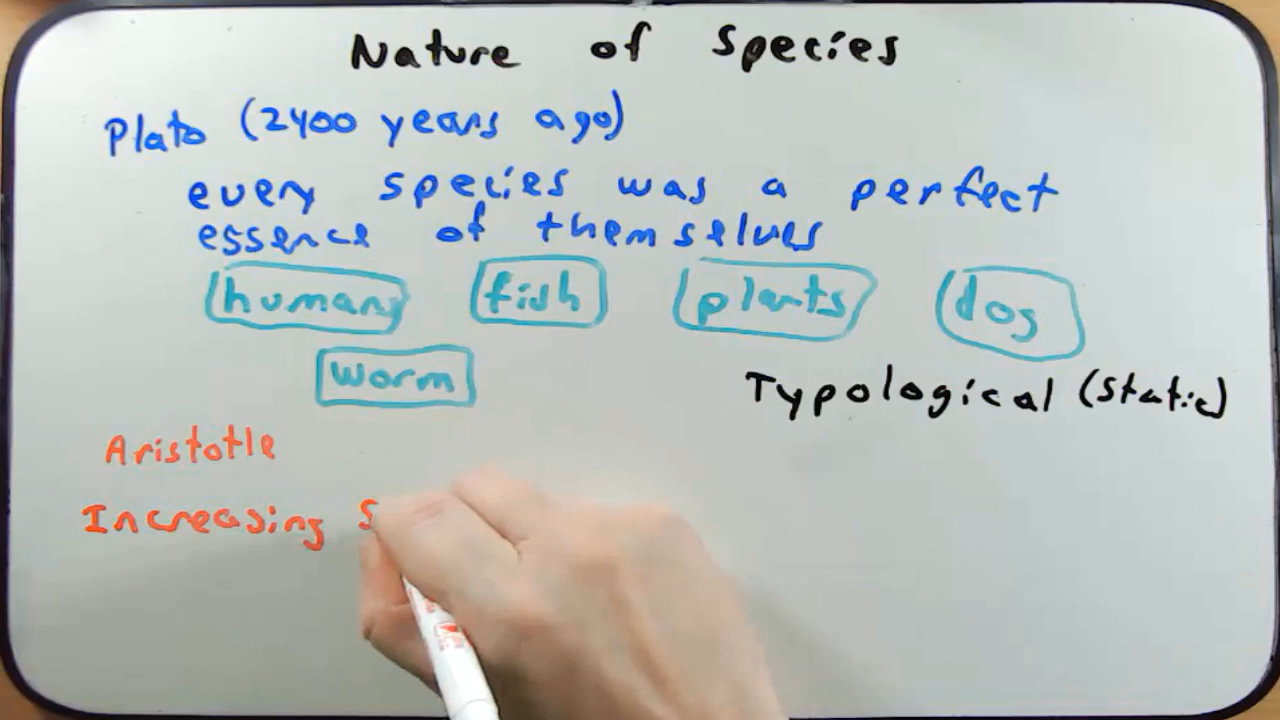 Nature of Species
Plato (2400 years ago)
every species was a perfect
essence of themselves
humans fish plants dog
worm
Typological (static)
Aristotle
Increasing S